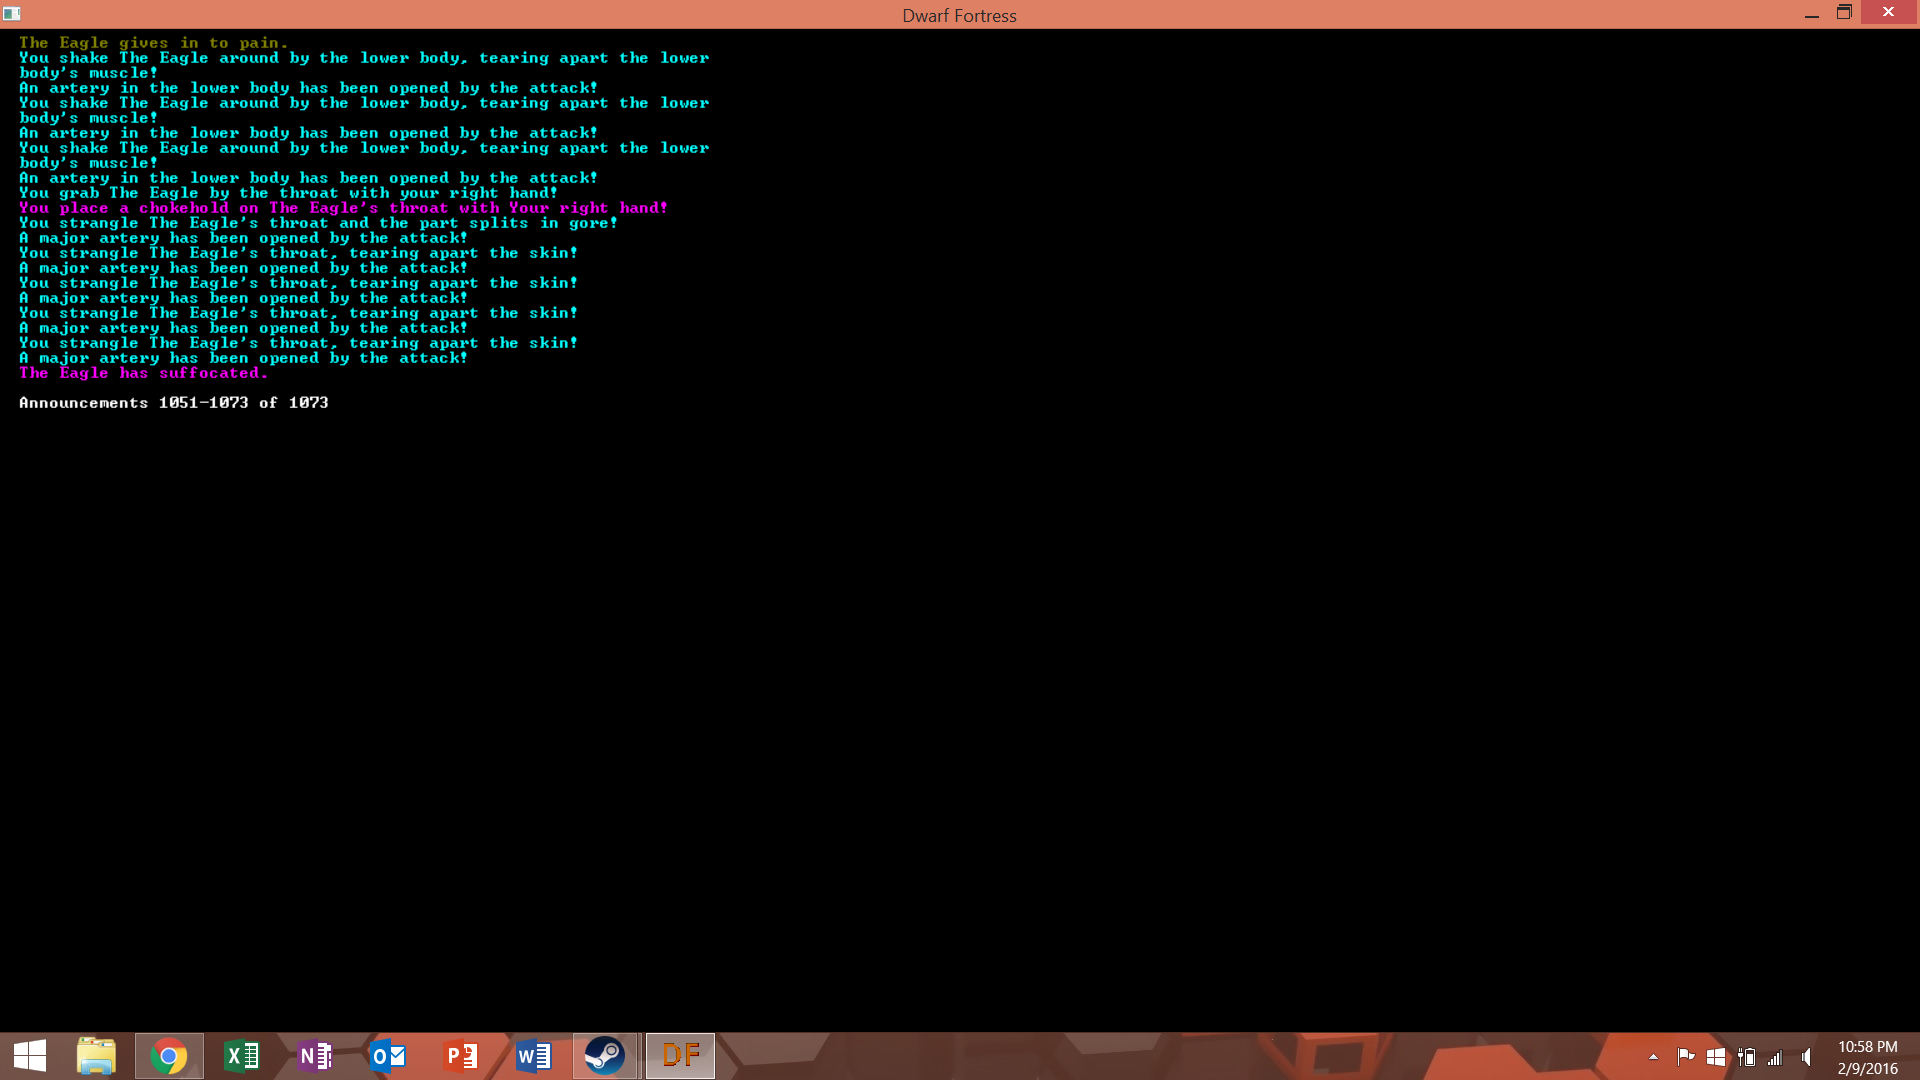 Dwarf Fortress
The Eagle gives in to pain.
You shake The Eagle around by the lower body, tearing apart the lower
body's muscle!
An artery in the lower body has been opened by the attack!
You shake The Eagle around by the lower body, tearing apart the lower
body's muscle!
An artery in the lower body has been opened by the attack!
You shake The Eagle around by the lower body, tearing apart the lower
body's muscle!
An artery in the lower body has been opened by the attack!
You grab The Eagle by the throat with your right hand!
You place a chokehold on The Eagle's throat with Your right hand!
You strangle The Eagle's throat and the part splits in gore!
A major artery has been opened by the attack!
You strangle The Eagle's throat, tearing apart the skin!
A major artery has been opened by the attack!
You strangle The Eagle's throat, tearing apart the skin!
A major artery has been opened by the attack!
You strangle The Eagle's throat, tearing apart the skin!
A major artery has been opened by the attack!
You strangle The Eagle's throat, tearing apart the skin!
A major artery has been opened by the attack!
The Eagle has suffocated.
Announcements 1051-1073 of 1073
DF
10:58 PM
2/9/2016